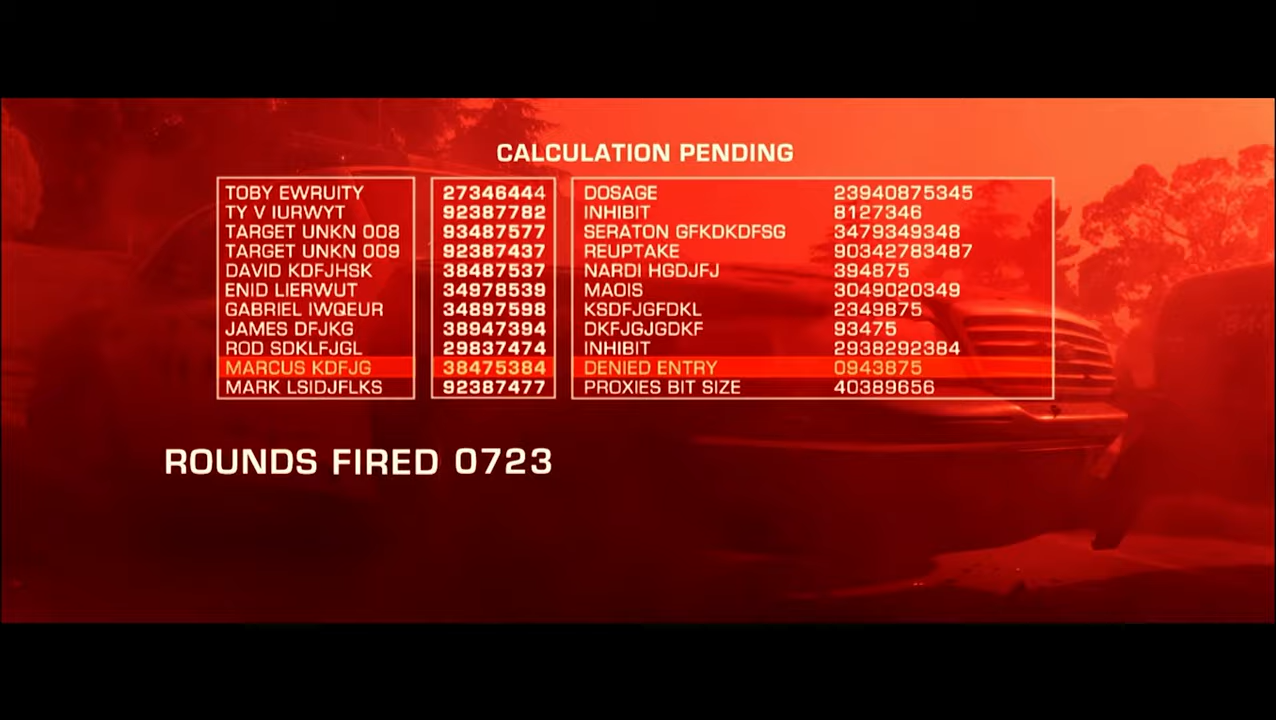 CALCULATION PENDING
TOBY EWRUITY 27346444 DOSAGE 23940875345
TY V IURWYT 92387782 INHIBIT 8127346
TARGET UNKN 008 93487577 SERATON GFKDKDFSG 3479349348
TARGET UNKN 009 92387437 REUPTAKE 90342783487
DAVID KDFJHSK 38487537 NARDI HGDJFJ 394875
ENID LIERWUT 34978539 MAOIS 3049020349
GABRIEL IWQEUR 34897598 KSDFJGFDKL 2349875
JAMES DFJKG 38947394 DKFJGJGDKF 93475
ROD SDKLFJGL 29837474 INHIBIT 2938292384
MARCUS KDFJG 38475384 DENIED ENTRY 0943875
MARK LSIDJFLKS 92387477 PROXIES BIT SIZE 40389656
ROUNDS FIRED 0723